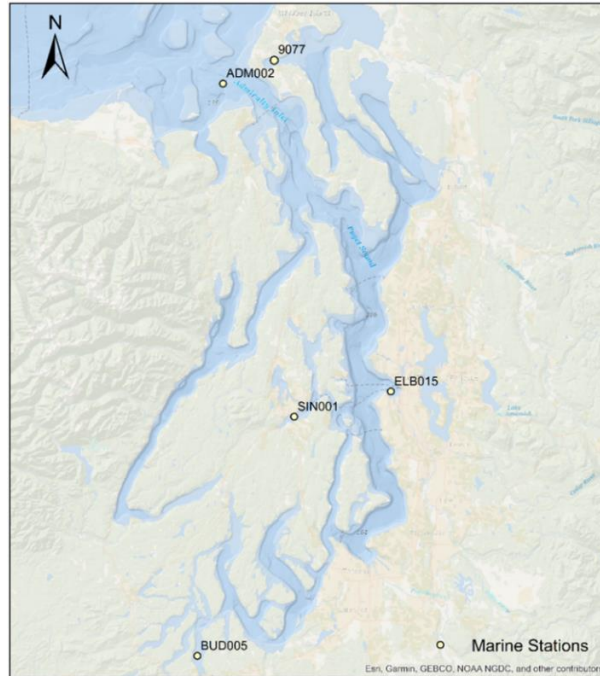 N
9077
ADM002
Admiralty Inlet
Puget Sound
ELB015
SIN001
BUD005
Marine Stations
Esri, Garmin, GEBCO, NOAA NGDC, and other contributors